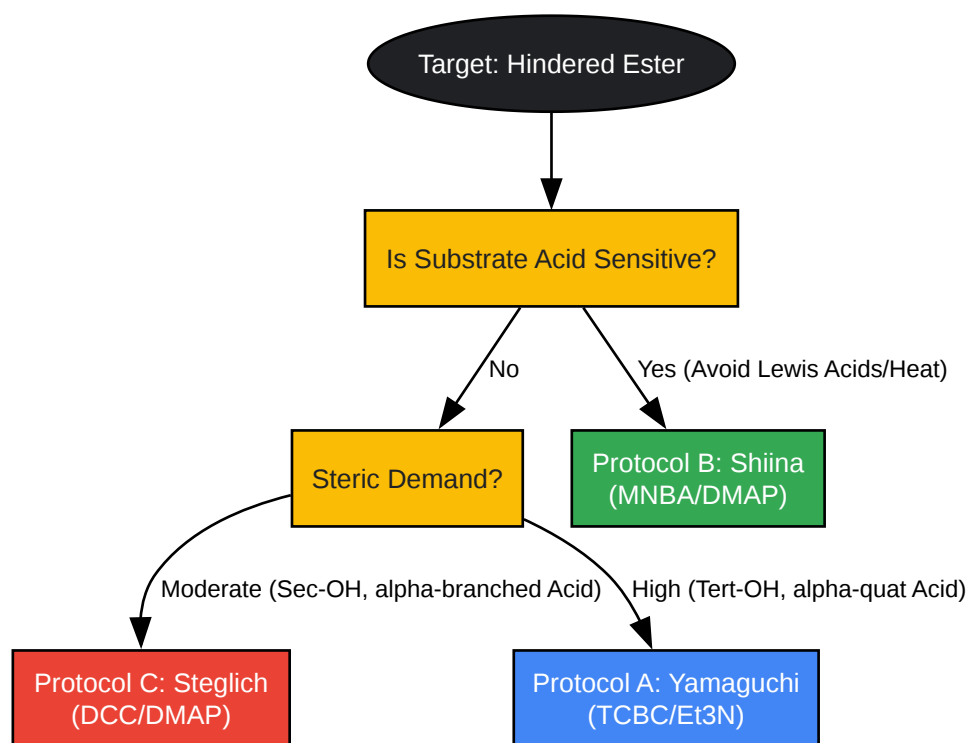 Target: Hindered Ester
Is Substrate Acid Sensitive?
No
Yes (Avoid Lewis Acids/Heat)
Steric Demand?
Protocol B: Shiina
(MNBA/DMAP)
Moderate (Sec-OH, alpha-branched Acid)
High (Tert-OH, alpha-quat Acid)
Protocol C: Steglich
(DCC/DMAP)
Protocol A: Yamaguchi
(TCBC/Et3N)